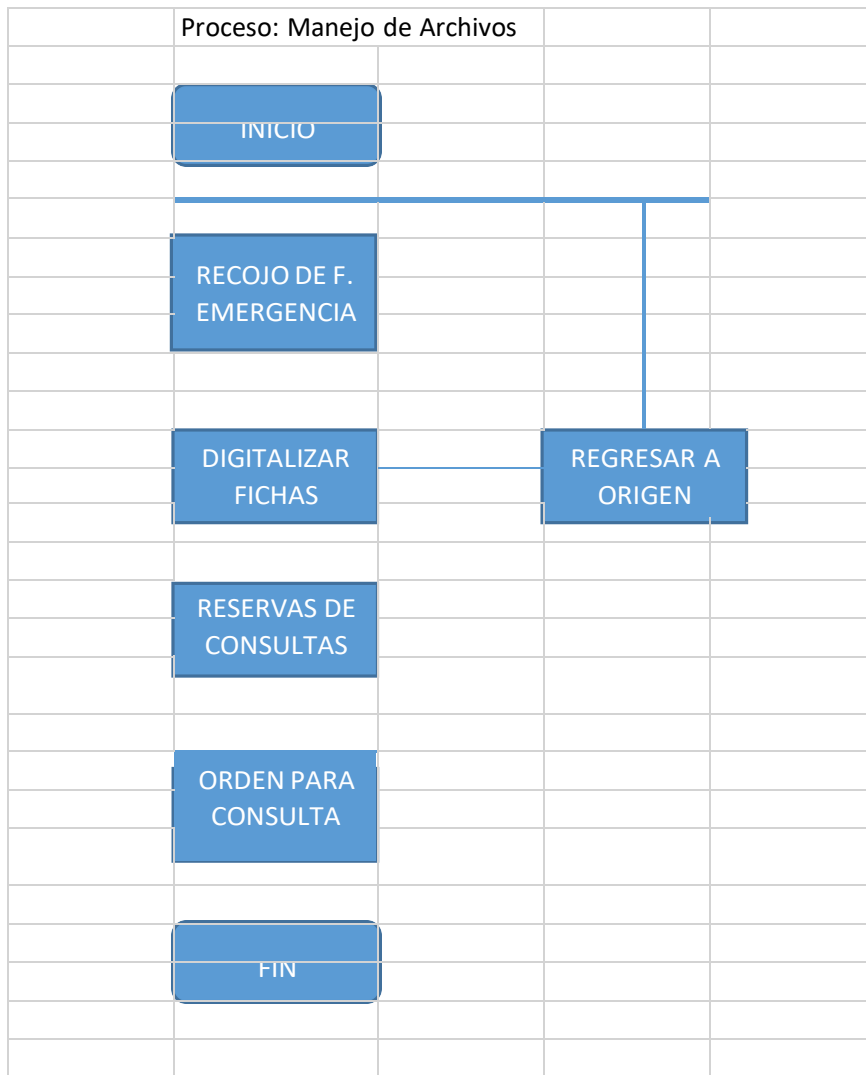 Proceso: Manejo de Archivos
INICIO
RECOJO DE F.
EMERGENCIA
DIGITALIZAR
FICHAS
REGRESAR A
ORIGEN
RESERVAS DE
CONSULTAS
ORDEN PARA
CONSULTA
FIN